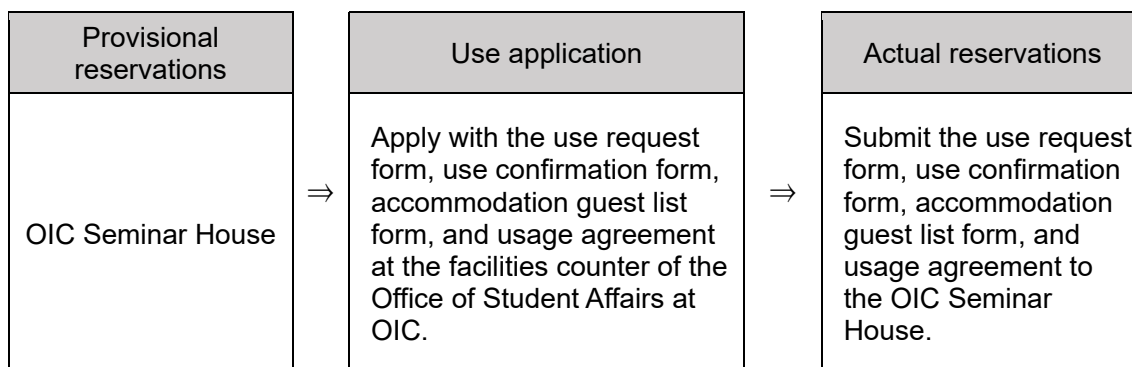 Provisional
reservations
OIC Seminar House
⇒
Use application
Apply with the use request
form, use confirmation form,
accommodation guest list
form, and usage agreement
at the facilities counter of the
Office of Student Affairs at
OIC.
⇒
Actual reservations
Submit the use request
form, use confirmation
form, accommodation
guest list form, and
usage agreement to
the OIC Seminar
House.